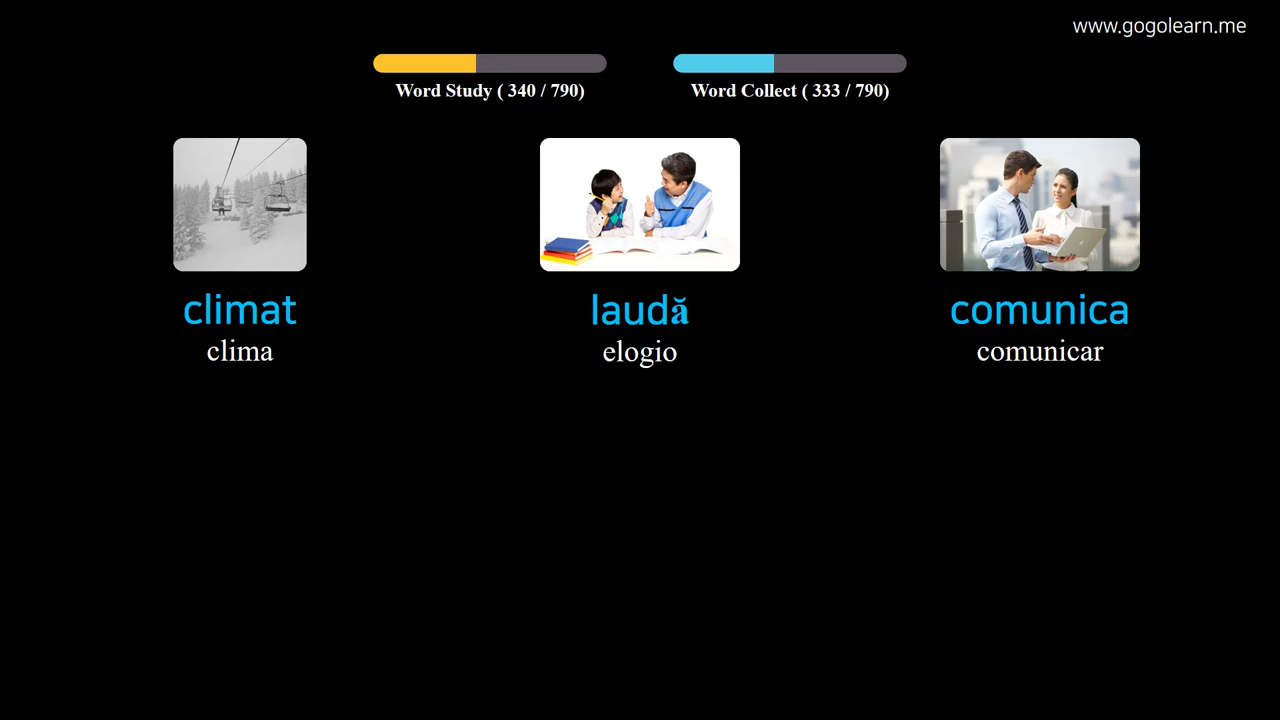 www.gogolearn.me
Word Study ( 340 / 790)
Word Collect ( 333 / 790)
climat
laudă
comunica
clima
elogio
comunicar